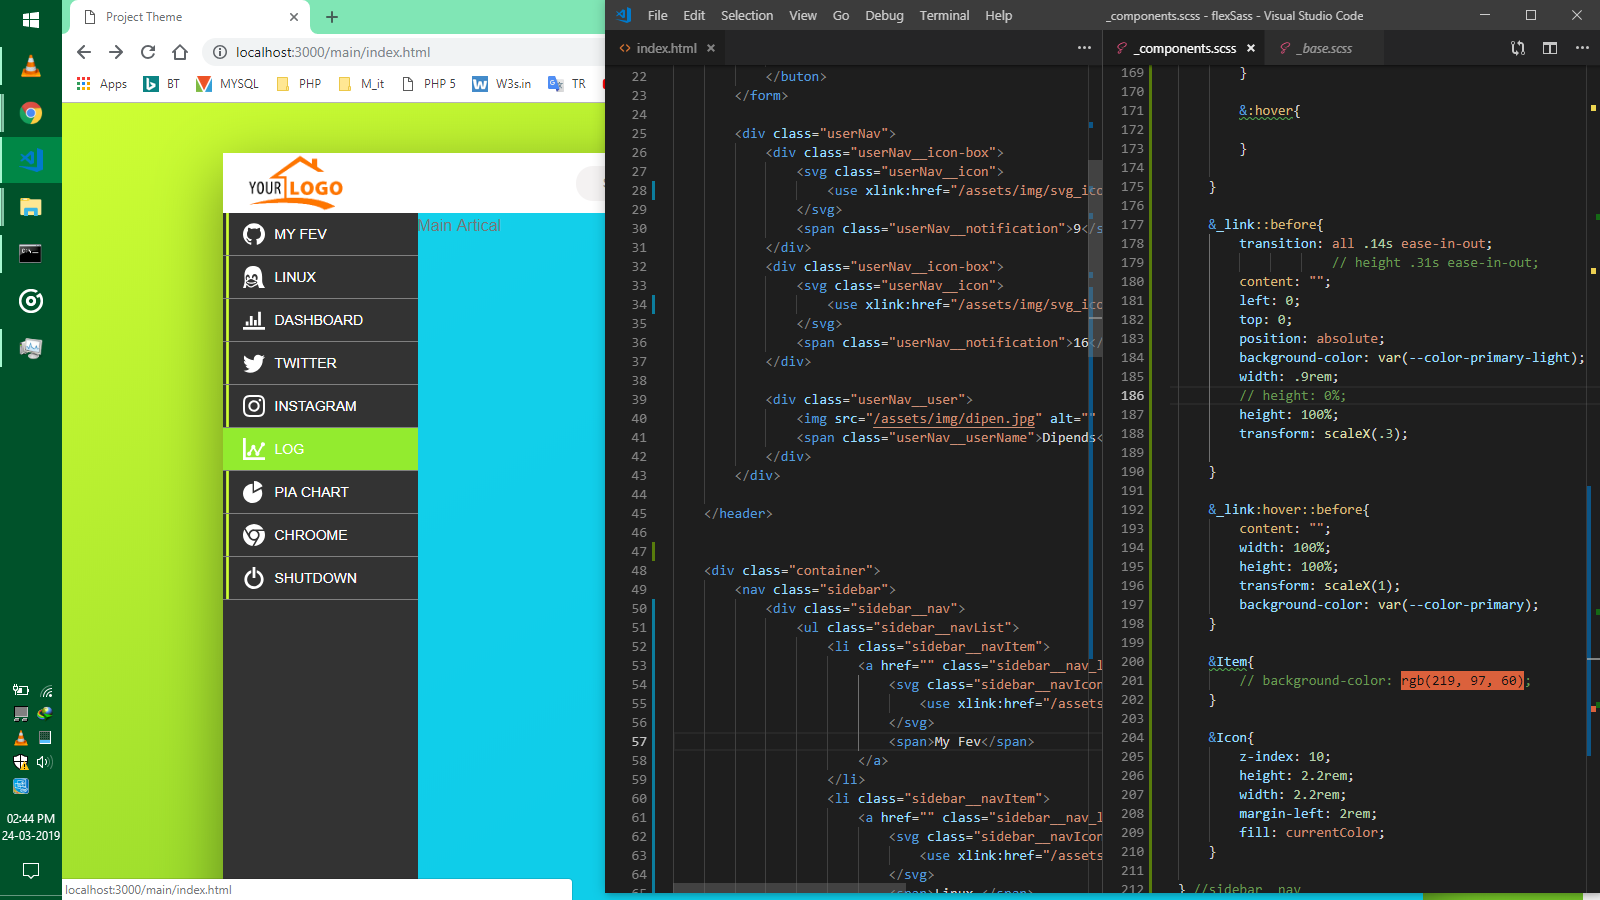 Project Theme
localhost:3000/main/index.html
Apps
BT
MYSQL
PHP
M_it
PHP 5
W3s.in
TR
YOUR LOGO
MY FEV
LINUX
DASHBOARD
TWITTER
INSTAGRAM
LOG
PIA CHART
CHROOME
SHUTDOWN
Main Artical
localhost:3000/main/index.html
02:44 PM
24-03-2019
File Edit Selection View Go Debug Terminal Help
_components.scss - flexSass - Visual Studio Code
index.html
22 </buton>
23 </form>
24
25 <div class="userNav">
26 <div class="userNav__icon-box">
27 <svg class="userNav__icon">
28 <use xlink:href="/assets/img/svg_ico
29 </svg>
30 <span class="userNav__notification">9</s
31 </div>
32 <div class="userNav__icon-box">
33 <svg class="userNav__icon">
34 <use xlink:href="/assets/img/svg_ico
35 </svg>
36 <span class="userNav__notification">16</
37 </div>
38
39 <div class="userNav__user">
40 <img src="/assets/img/dipen.jpg" alt=""
41 <span class="userNav__userName">Dipends<
42 </div>
43 </div>
44
45 </header>
46
47
48 <div class="container">
49 <nav class="sidebar">
50 <div class="sidebar__nav">
51 <ul class="sidebar__navList">
52 <li class="sidebar__navItem">
53 <a href="" class="sidebar__nav_l
54 <svg class="sidebar__navIcon
55 <use xlink:href="/assets
56 </svg>
57 <span>My Fev</span>
58 </a>
59 </li>
60 <li class="sidebar__navItem">
61 <a href="" class="sidebar__nav_l
62 <svg class="sidebar__navIcon
63 <use xlink:href="/assets
64 </svg>
65 <span>Linux </span>
_components.scss
_base.scss
169 }
170
171 &:hover{
172
173 }
174
175 }
176
177 &_link::before{
178 transition: all .14s ease-in-out;
179 // height .31s ease-in-out;
180 content: "";
181 left: 0;
182 top: 0;
183 position: absolute;
184 background-color: var(--color-primary-light);
185 width: .9rem;
186 // height: 0%;
187 height: 100%;
188 transform: scaleX(.3);
189
190 }
191
192 &_link:hover::before{
193 content: "";
194 width: 100%;
195 height: 100%;
196 transform: scaleX(1);
197 background-color: var(--color-primary);
198 }
199
200 &Item{
201 // background-color: rgb(219, 97, 60);
202 }
203
204 &Icon{
205 z-index: 10;
206 height: 2.2rem;
207 width: 2.2rem;
208 margin-left: 2rem;
209 fill: currentColor;
210 }
211
212 } //sidebar__nav